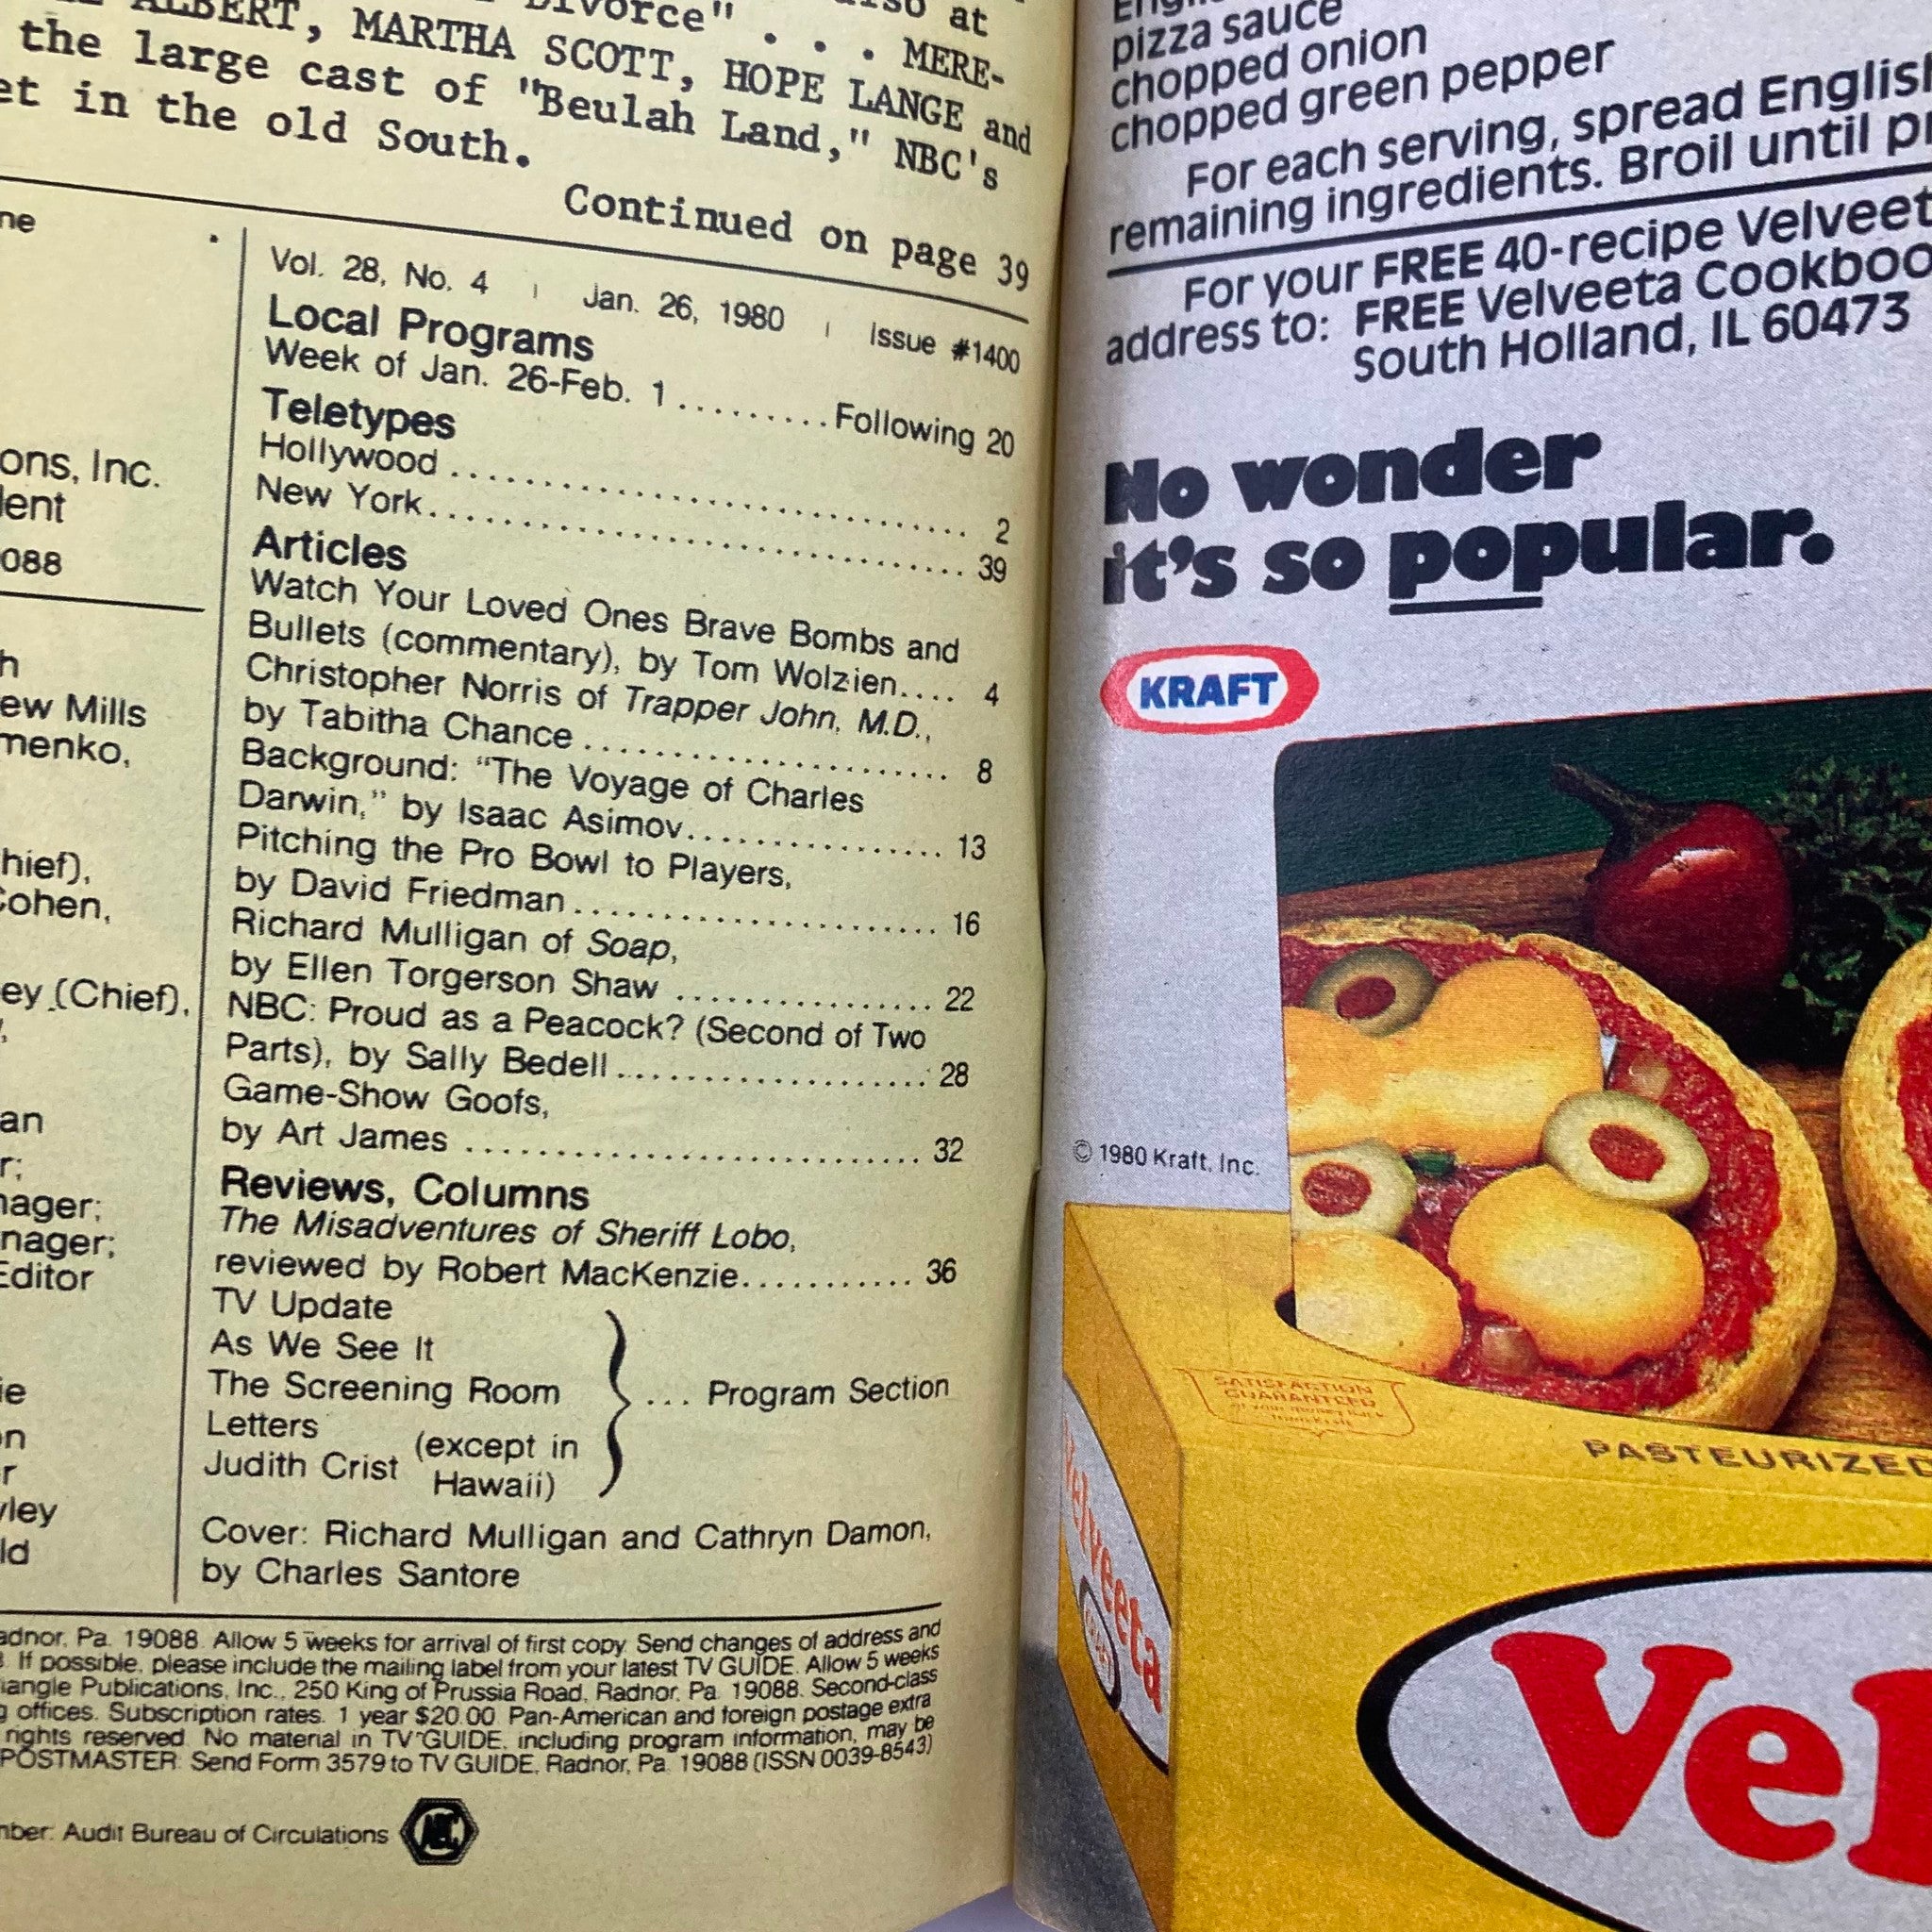 Divorce" . . . also at
ALBERT, MARTHA SCOTT, HOPE LANGE and
MERE-
the large cast of "Beulah Land," NBC's
in the old South.
Continued on page 39
Vol. 28, No. 4 | Jan. 26, 1980 | Issue #1400
Local Programs
Week of Jan. 26-Feb. 1 ......... Following 20
Teletypes
Hollywood ........ 2
New York ........ 39
Articles
Watch Your Loved Ones Brave Bombs and
Bullets (commentary), by Tom Wolzien.... 4
Christopher Norris of Trapper John, M.D.,
by Tabitha Chance ........ 8
Background: "The Voyage of Charles
Darwin," by Isaac Asimov........ 13
Pitching the Pro Bowl to Players,
by David Friedman ........ 16
Richard Mulligan of Soap,
by Ellen Torgerson Shaw ........ 22
NBC: Proud as a Peacock? (Second of Two
Parts), by Sally Bedell ........ 28
Game-Show Goofs,
by Art James ........ 32
Reviews, Columns
The Misadventures of Sheriff Lobo,
reviewed by Robert MacKenzie........ 36
TV Update
As We See It
The Screening Room ... Program Section
Letters
Judith Crist (except in
Hawaii)
Cover: Richard Mulligan and Cathryn Damon,
by Charles Santore
ons, Inc.
088
ew Mills
menko,
hief),
ohen,
ey (Chief),
an
r;
nager;
Editor
Radnor, Pa. 19088. Allow 5 weeks for arrival of first copy. Send changes of address and
If possible, please include the mailing label from your latest TV GUIDE. Allow 5 weeks
iangle Publications, Inc., 250 King of Prussia Road, Radnor, Pa. 19088. Second-class
g offices. Subscription rates: 1 year $20.00. Pan-American and foreign postage extra
rights reserved. No material in TV GUIDE, including program information, may be
POSTMASTER: Send Form 3579 to TV GUIDE, Radnor, Pa. 19088 (ISSN 0039-8543)
mber: Audit Bureau of Circulations
ABC
pizza sauce
chopped onion
chopped green pepper
For each serving, spread English
remaining ingredients. Broil until
For your FREE 40-recipe Velveet
address to: FREE Velveeta Cookboo
South Holland, IL 60473
No wonder
it's so popular.
KRAFT
© 1980 Kraft, Inc.
SATISFACTION
GUARANTEED
PASTEURIZED
Velveeta
Vel